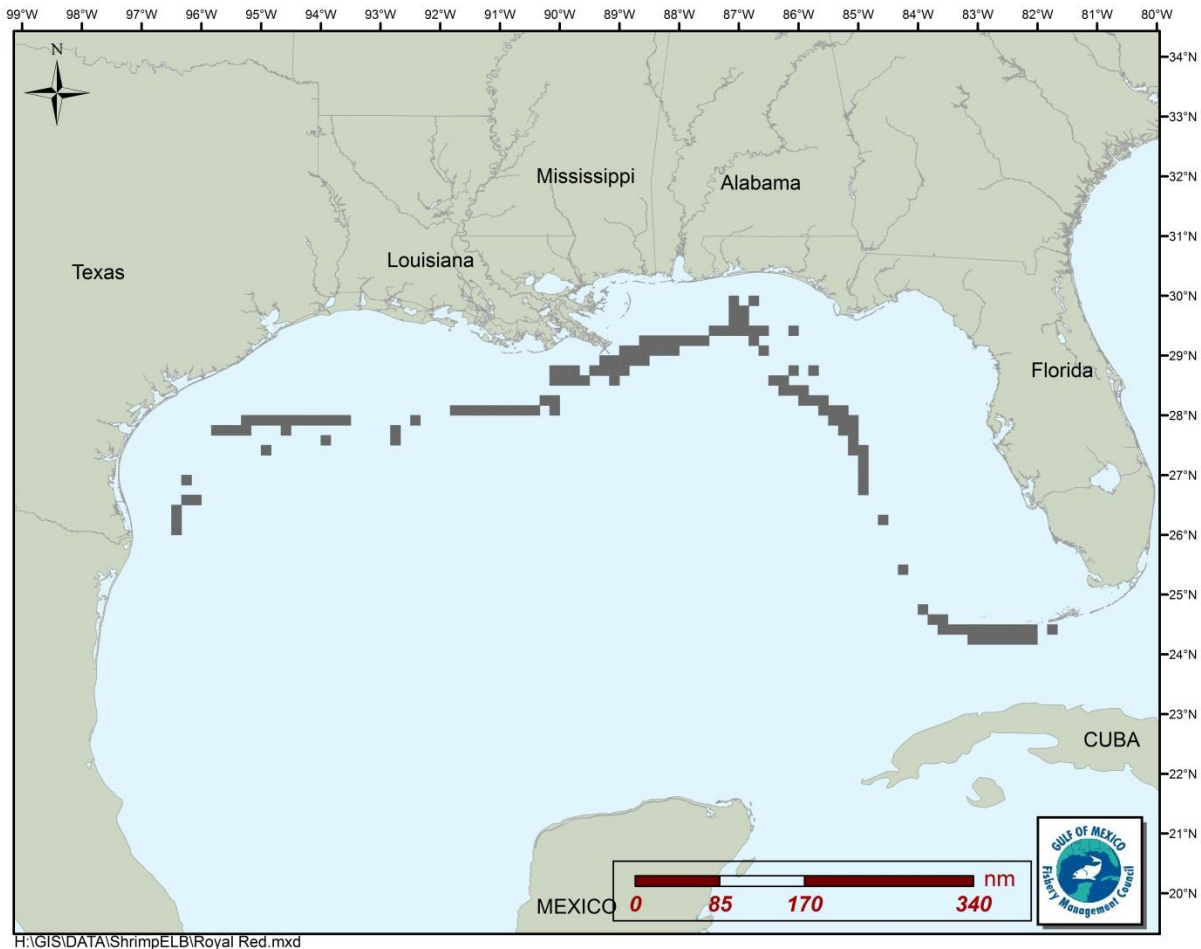 99°W 98°W 97°W 96°W 95°W 94°W 93°W 92°W 91°W 90°W 89°W 88°W 87°W 86°W 85°W 84°W 83°W 82°W 81°W 80°W
N
34°N
33°N
32°N
31°N
30°N
29°N
28°N
27°N
26°N
25°N
24°N
23°N
22°N
21°N
20°N
Mississippi
Alabama
Louisiana
Texas
Florida
CUBA
MEXICO
nm
0 85 170 340
GULF OF MEXICO
Fishery Management Council
H:\GIS\DATA\ShrimpELB\Royal Red.mxd